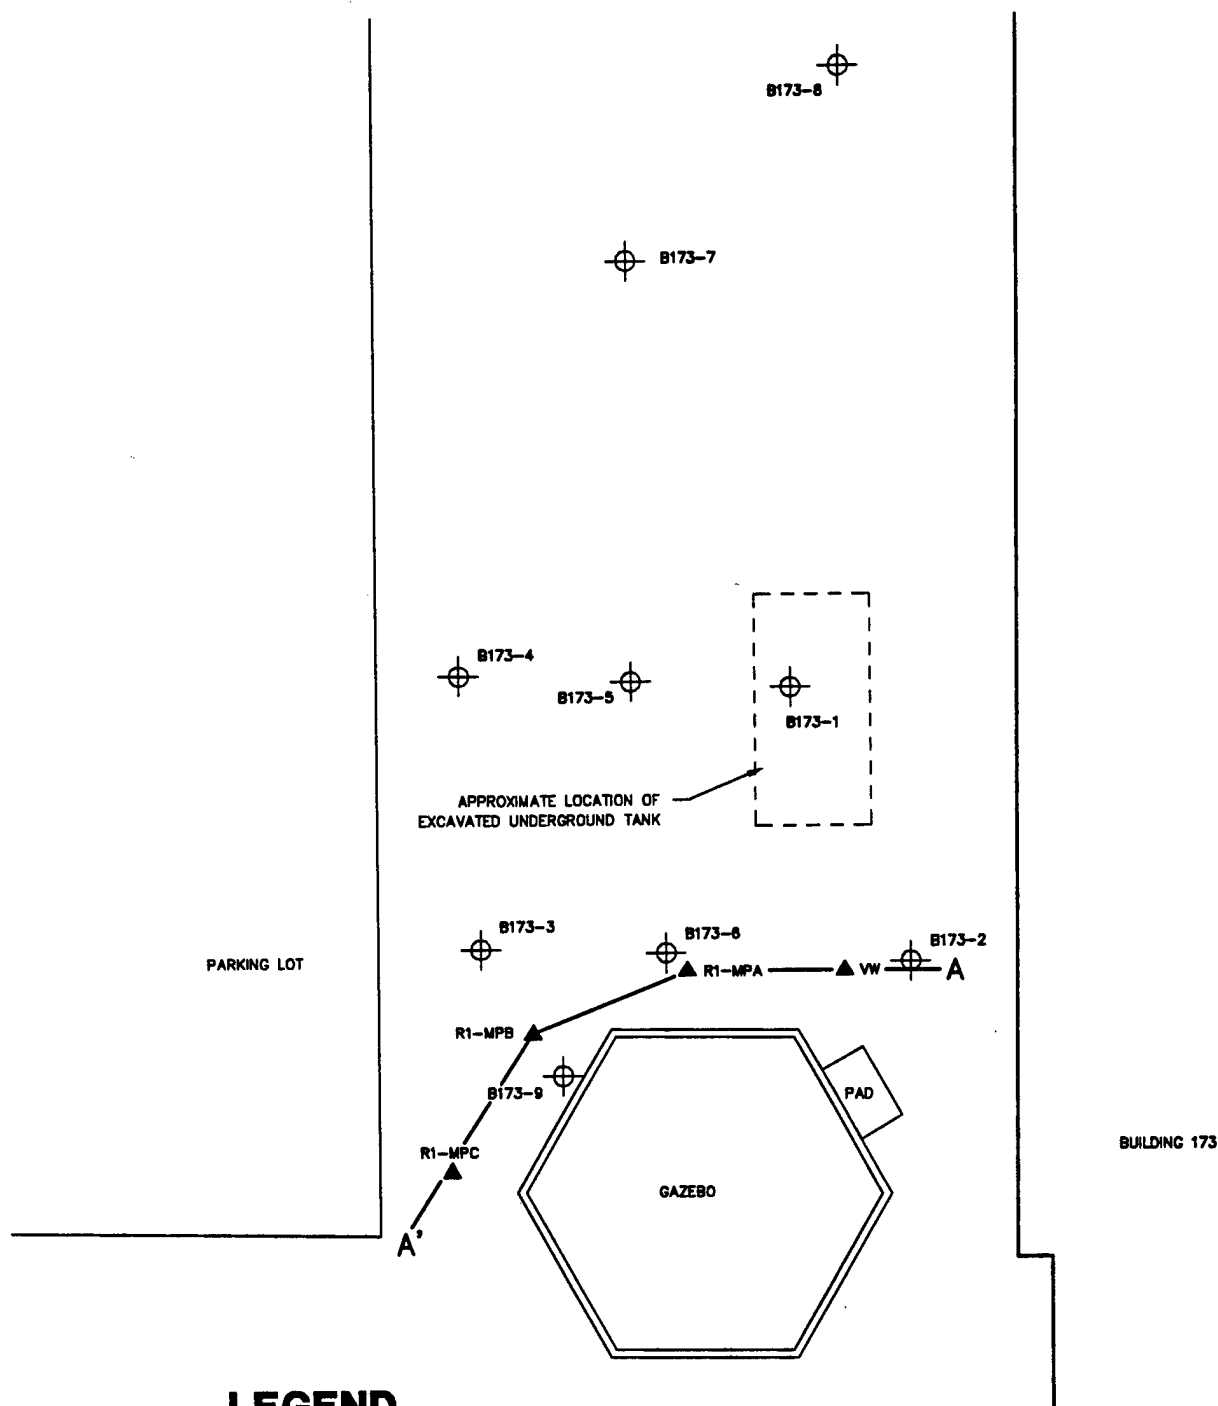 B173-8
B173-7
B173-4
B173-5
B173-1
APPROXIMATE LOCATION OF
EXCAVATED UNDERGROUND TANK
B173-3
B173-6
B173-2
PARKING LOT
R1-MPA
VW
A
R1-MPB
B173-9
PAD
BUILDING 173
R1-MPC
GAZEBO
A'
LEGEND